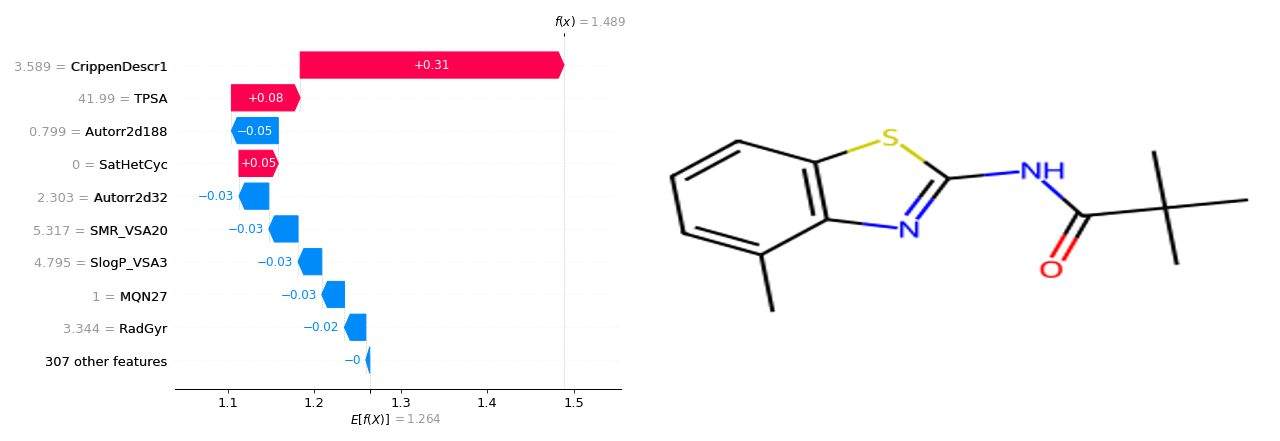 f(x) = 1.489
3.589 = CrippenDescr1 +0.31
41.99 = TPSA +0.08
0.799 = Autorr2d188 −0.05
0 = SatHetCyc +0.05
2.303 = Autorr2d32 −0.03
5.317 = SMR_VSA20 −0.03
4.795 = SlogP_VSA3 −0.03
1 = MQN27 −0.03
3.344 = RadGyr −0.02
307 other features −0
1.1 1.2 1.3 1.4 1.5
E[f(X)] = 1.264
S
NH
N
O